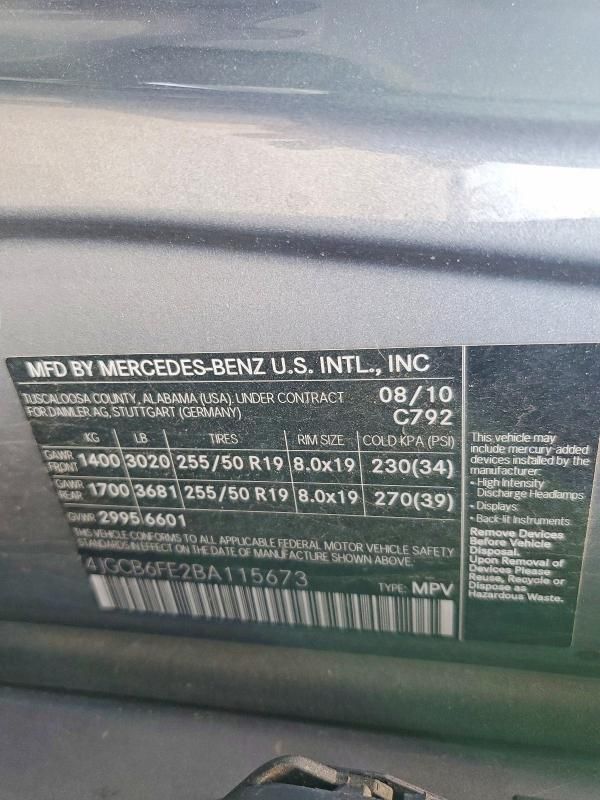 MFD BY MERCEDES-BENZ U.S. INTL., INC
TUSCALOOSA COUNTY, ALABAMA (USA). UNDER CONTRACT 08/10
FOR DAIMLER AG, STUTTGART (GERMANY) C792
KG LB TIRES RIM SIZE COLD KPA (PSI)
GAWR FRONT 1400 3020 255/50 R19 8.0x19 230(34)
GAWR REAR 1700 3681 255/50 R19 8.0x19 270(39)
GVWR 2995 6601
THIS VEHICLE CONFORMS TO ALL APPLICABLE FEDERAL MOTOR VEHICLE SAFETY
STANDARDS IN EFFECT ON THE DATE OF MANUFACTURE SHOWN ABOVE.
4JGCB6FE2BA115673
TYPE: MPV
This vehicle may
include mercury-added
devices installed by the
manufacturer:
• High Intensity
Discharge Headlamps
• Displays
• Back-lit Instruments
Remove Devices
Before Vehicle
Disposal.
Upon Removal of
Devices Please
Reuse, Recycle or
Dispose as
Hazardous Waste.